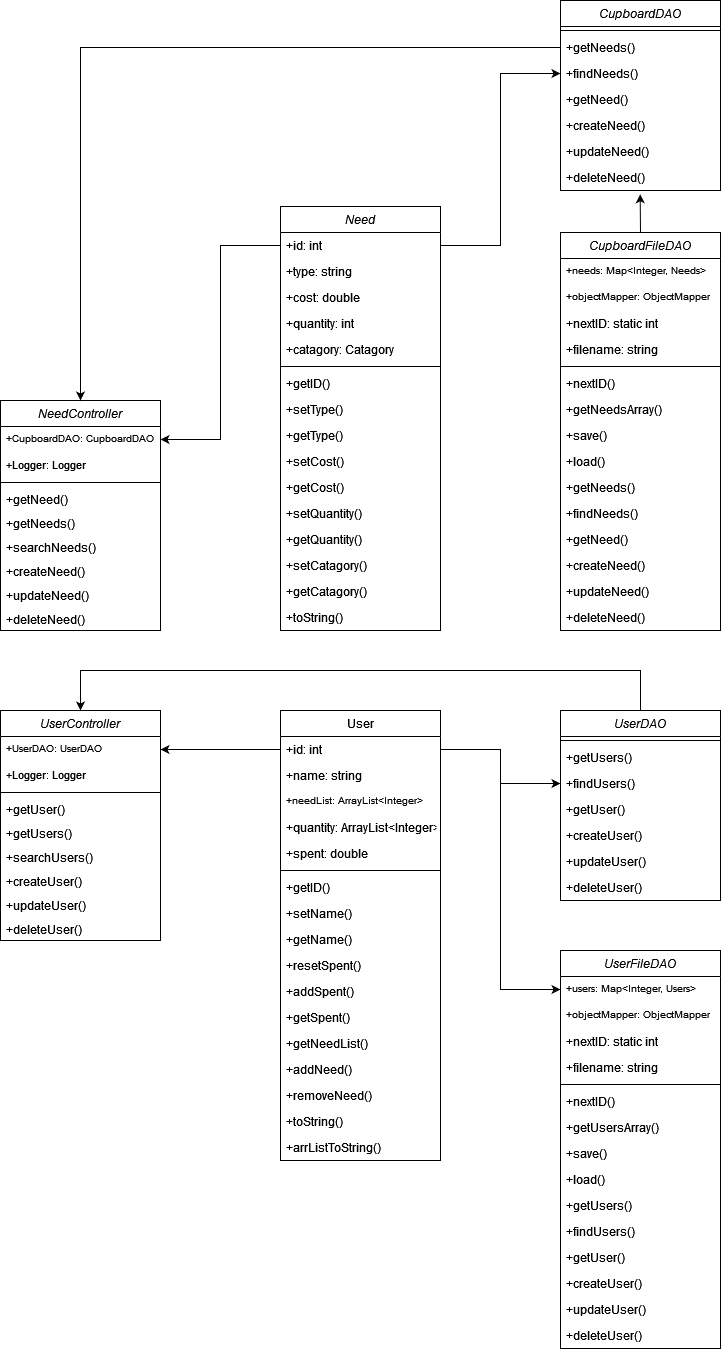 CupboardDAO
+getNeeds()
+findNeeds()
+getNeed()
+createNeed()
+updateNeed()
+deleteNeed()
Need
+id: int
+type: string
+cost: double
+quantity: int
+catagory: Catagory
+getID()
+setType()
+getType()
+setCost()
+getCost()
+setQuantity()
+getQuantity()
+setCatagory()
+getCatagory()
+toString()
CupboardFileDAO
+needs: Map<Integer, Needs>
+objectMapper: ObjectMapper
+nextID: static int
+filename: string
+nextID()
+getNeedsArray()
+save()
+load()
+getNeeds()
+findNeeds()
+getNeed()
+createNeed()
+updateNeed()
+deleteNeed()
NeedController
+CupboardDAO: CupboardDAO
+Logger: Logger
+getNeed()
+getNeeds()
+searchNeeds()
+createNeed()
+updateNeed()
+deleteNeed()
UserController
+UserDAO: UserDAO
+Logger: Logger
+getUser()
+getUsers()
+searchUsers()
+createUser()
+updateUser()
+deleteUser()
User
+id: int
+name: string
+needList: ArrayList<Integer>
+quantity: ArrayList<Integer>
+spent: double
+getID()
+setName()
+getName()
+resetSpent()
+addSpent()
+getSpent()
+getNeedList()
+addNeed()
+removeNeed()
+toString()
+arrListToString()
UserDAO
+getUsers()
+findUsers()
+getUser()
+createUser()
+updateUser()
+deleteUser()
UserFileDAO
+users: Map<Integer, Users>
+objectMapper: ObjectMapper
+nextID: static int
+filename: string
+nextID()
+getUsersArray()
+save()
+load()
+getUsers()
+findUsers()
+getUser()
+createUser()
+updateUser()
+deleteUser()